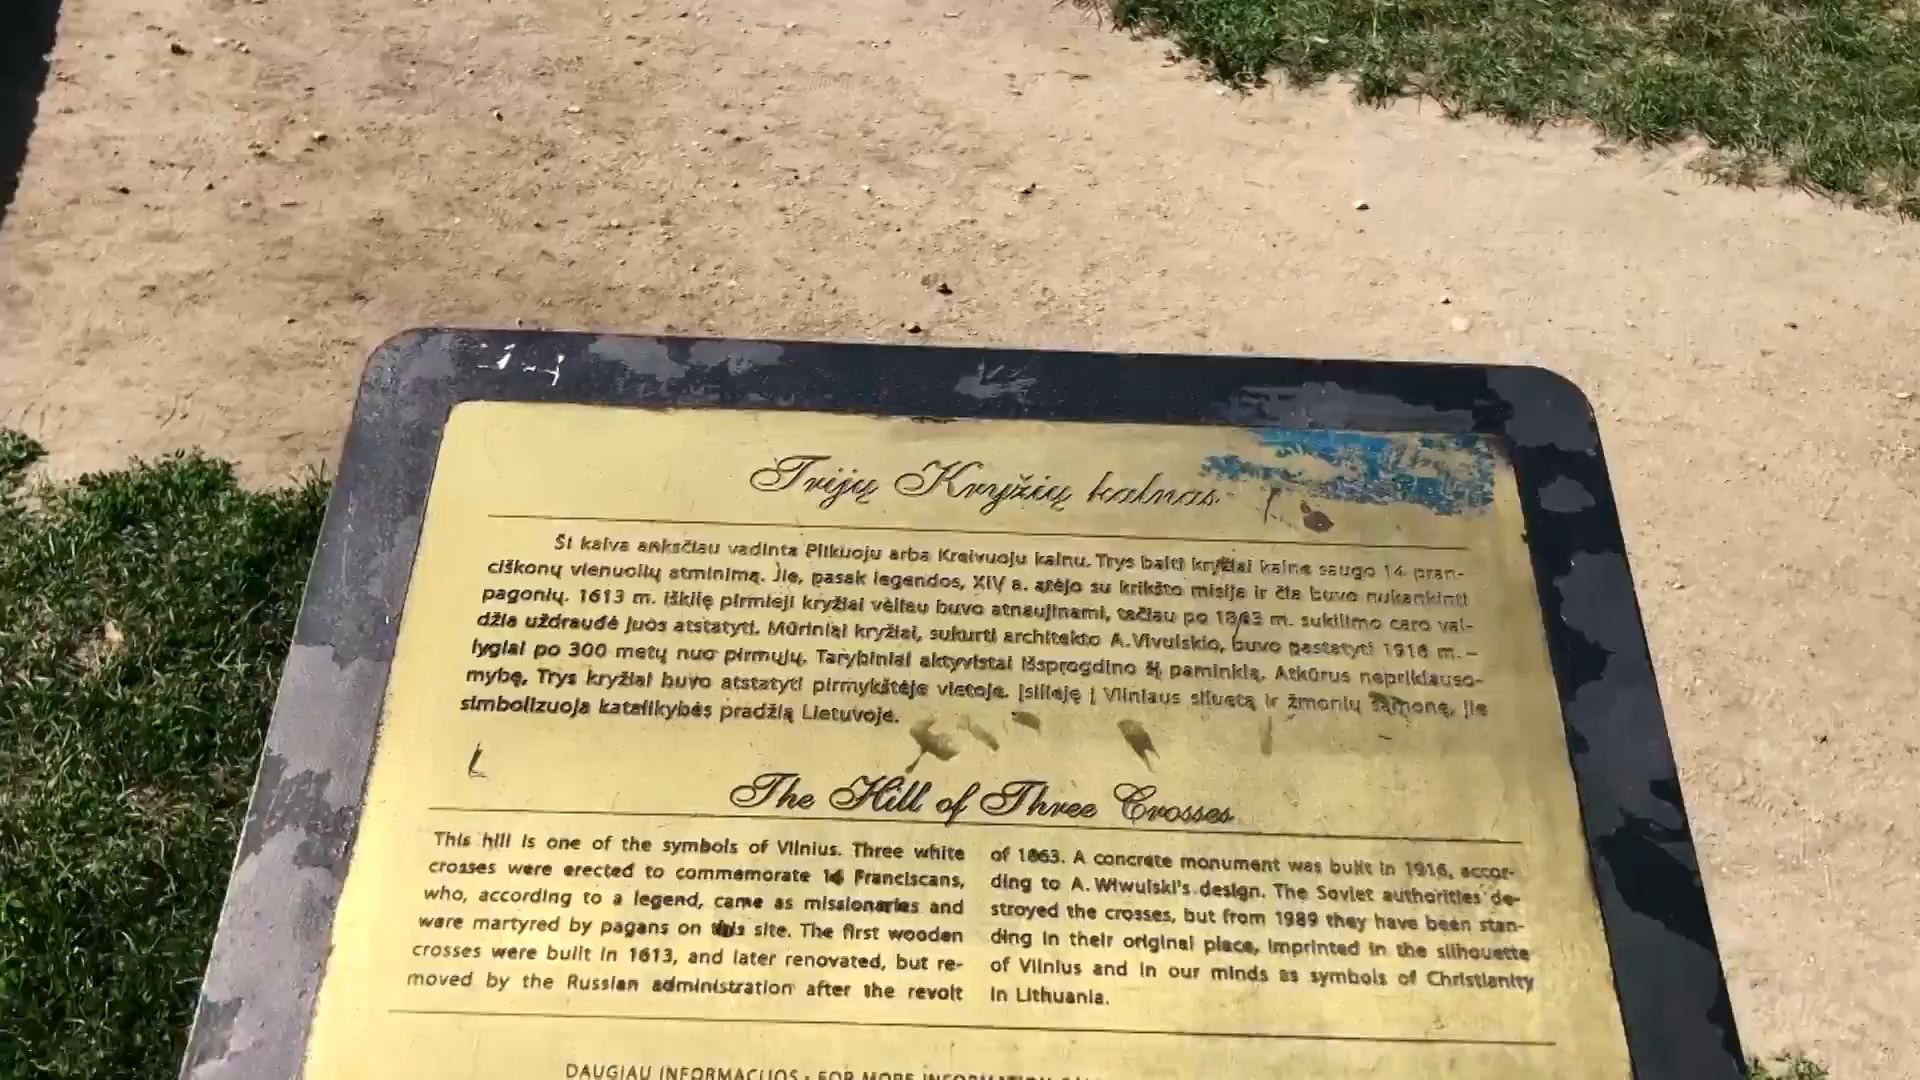 Trijų Kryžių kalnas
Ši kalva anksčiau vadinta Plikuoju arba Kreivuoju kalnu. Trys balti kryžiai kalne saugo 14 pran-
ciškonų vienuolių atminimą. Jie, pasak legendos, XIV a. atėjo su krikšto misija ir čia buvo nukankinti
pagonių. 1613 m. iškilę pirmieji kryžiai vėliau buvo atnaujinami, tačiau po 1863 m. sukilimo caro val-
džia uždraudė juos atstatyti. Mūriniai kryžiai, sukurti architekto A.Vivulskio, buvo pastatyti 1916 m. –
lygiai po 300 metų nuo pirmųjų. Tarybiniai aktyvistai išsprogdino šį paminklą. Atkūrus nepriklauso-
mybę, Trys kryžiai buvo atstatyti pirmykštėje vietoje. Įsilieję į Vilniaus siluetą ir žmonių sąmonę, jie
simbolizuoja katalikybės pradžią Lietuvoje.
The Hill of Three Crosses
This hill is one of the symbols of Vilnius. Three white
crosses were erected to commemorate 14 Franciscans,
who, according to a legend, came as missionaries and
were martyred by pagans on this site. The first wooden
crosses were built in 1613, and later renovated, but re-
moved by the Russian administration after the revolt
of 1863. A concrete monument was built in 1916, accor-
ding to A. Wiwulski's design. The Soviet authorities de-
stroyed the crosses, but from 1989 they have been stan-
ding in their original place, imprinted in the silhouette
of Vilnius and in our minds as symbols of Christianity
in Lithuania.
DAUGIAU INFORMACIJOS • FOR MORE INFORMATION